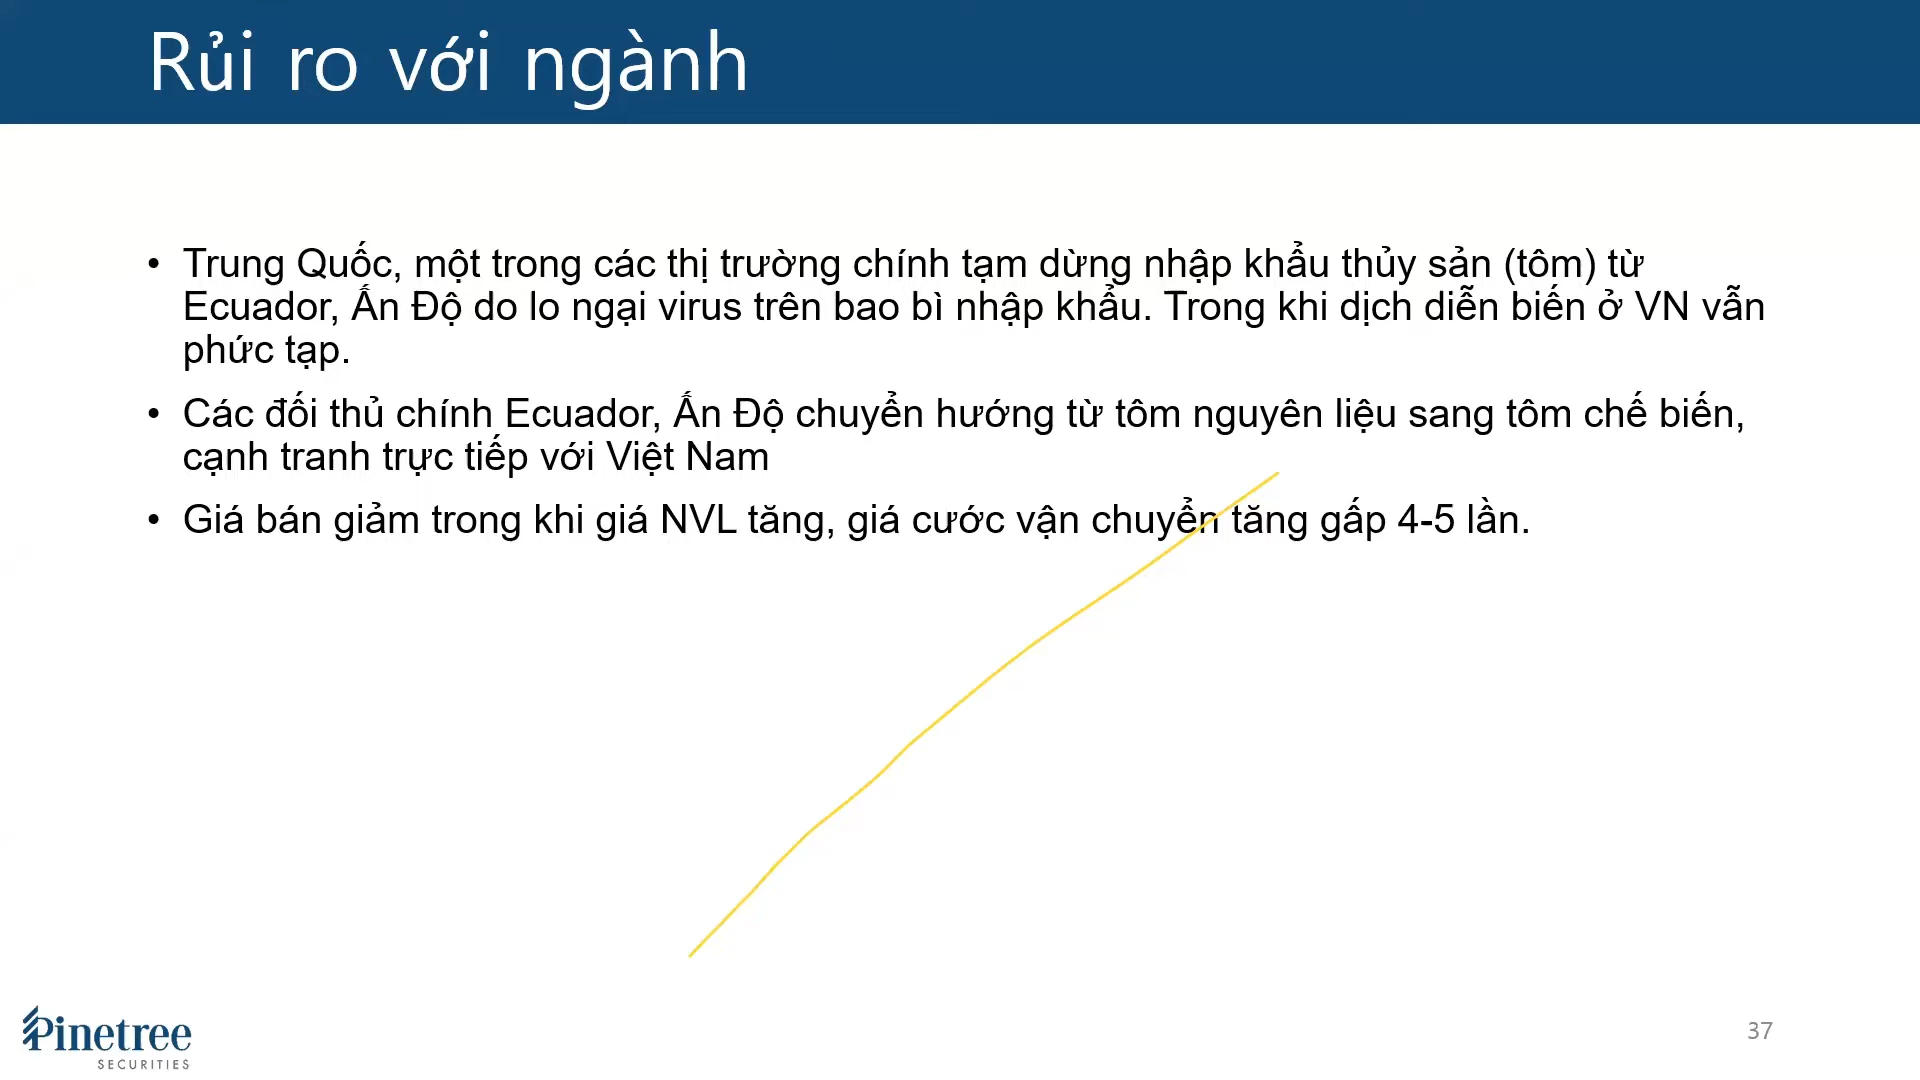 Rủi ro với ngành
• Trung Quốc, một trong các thị trường chính tạm dừng nhập khẩu thủy sản (tôm) từ
Ecuador, Ấn Độ do lo ngại virus trên bao bì nhập khẩu. Trong khi dịch diễn biến ở VN vẫn
phức tạp.
• Các đối thủ chính Ecuador, Ấn Độ chuyển hướng từ tôm nguyên liệu sang tôm chế biến,
cạnh tranh trực tiếp với Việt Nam
• Giá bán giảm trong khi giá NVL tăng, giá cước vận chuyển tăng gấp 4-5 lần.
Pinetree
SECURITIES
37